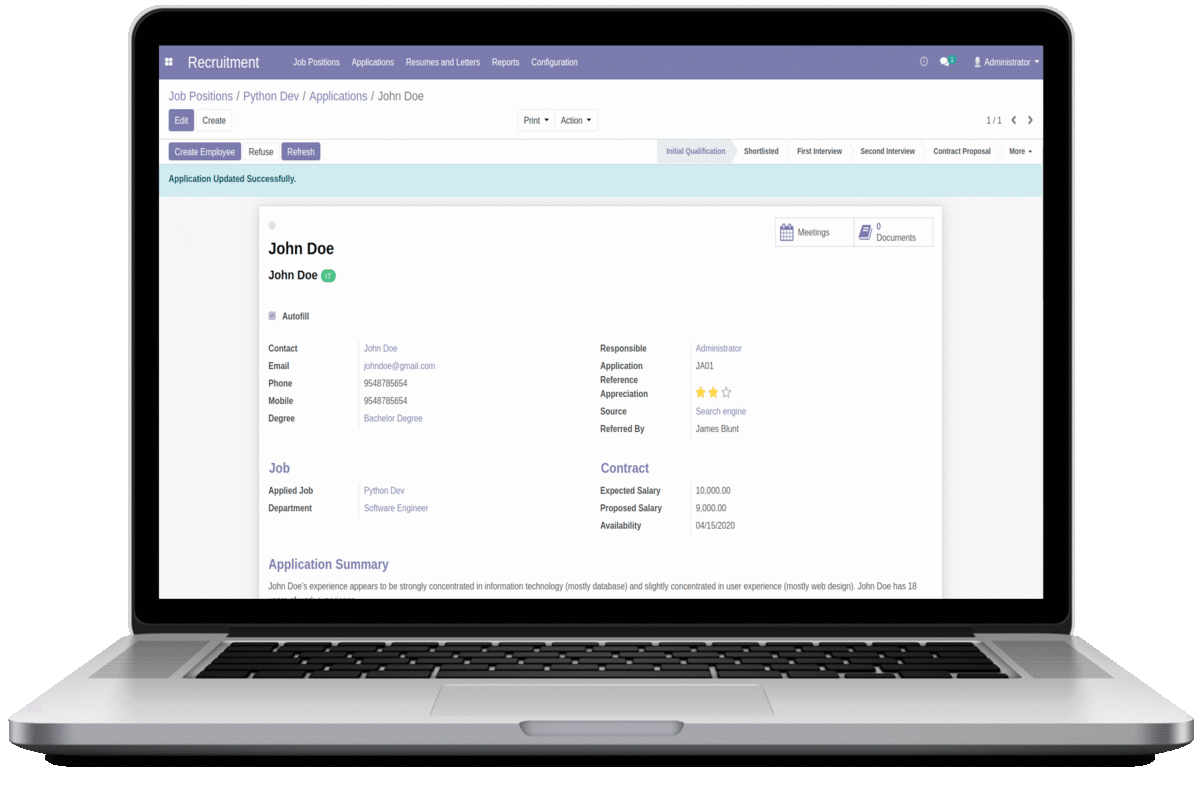 Recruitment Job Positions Applications Resumes and Letters Reports Configuration 1 Administrator
Job Positions / Python Dev / Applications / John Doe
Edit Create Print Action 1 / 1
Create Employee Refuse Refresh Initial Qualification Shortlisted First Interview Second Interview Contract Proposal More
Application Updated Successfully.
Meetings 0 Documents
John Doe
John Doe IT
Autofill
Contact John Doe
Email johndoe@gmail.com
Phone 9548785654
Mobile 9548785654
Degree Bachelor Degree
Responsible Administrator
Application Reference JA01
Appreciation
Source Search engine
Referred By James Blunt
Job
Applied Job Python Dev
Department Software Engineer
Contract
Expected Salary 10,000.00
Proposed Salary 9,000.00
Availability 04/15/2020
Application Summary
John Doe's experience appears to be strongly concentrated in information technology (mostly database) and slightly concentrated in user experience (mostly web design). John Doe has 18
years of work experience